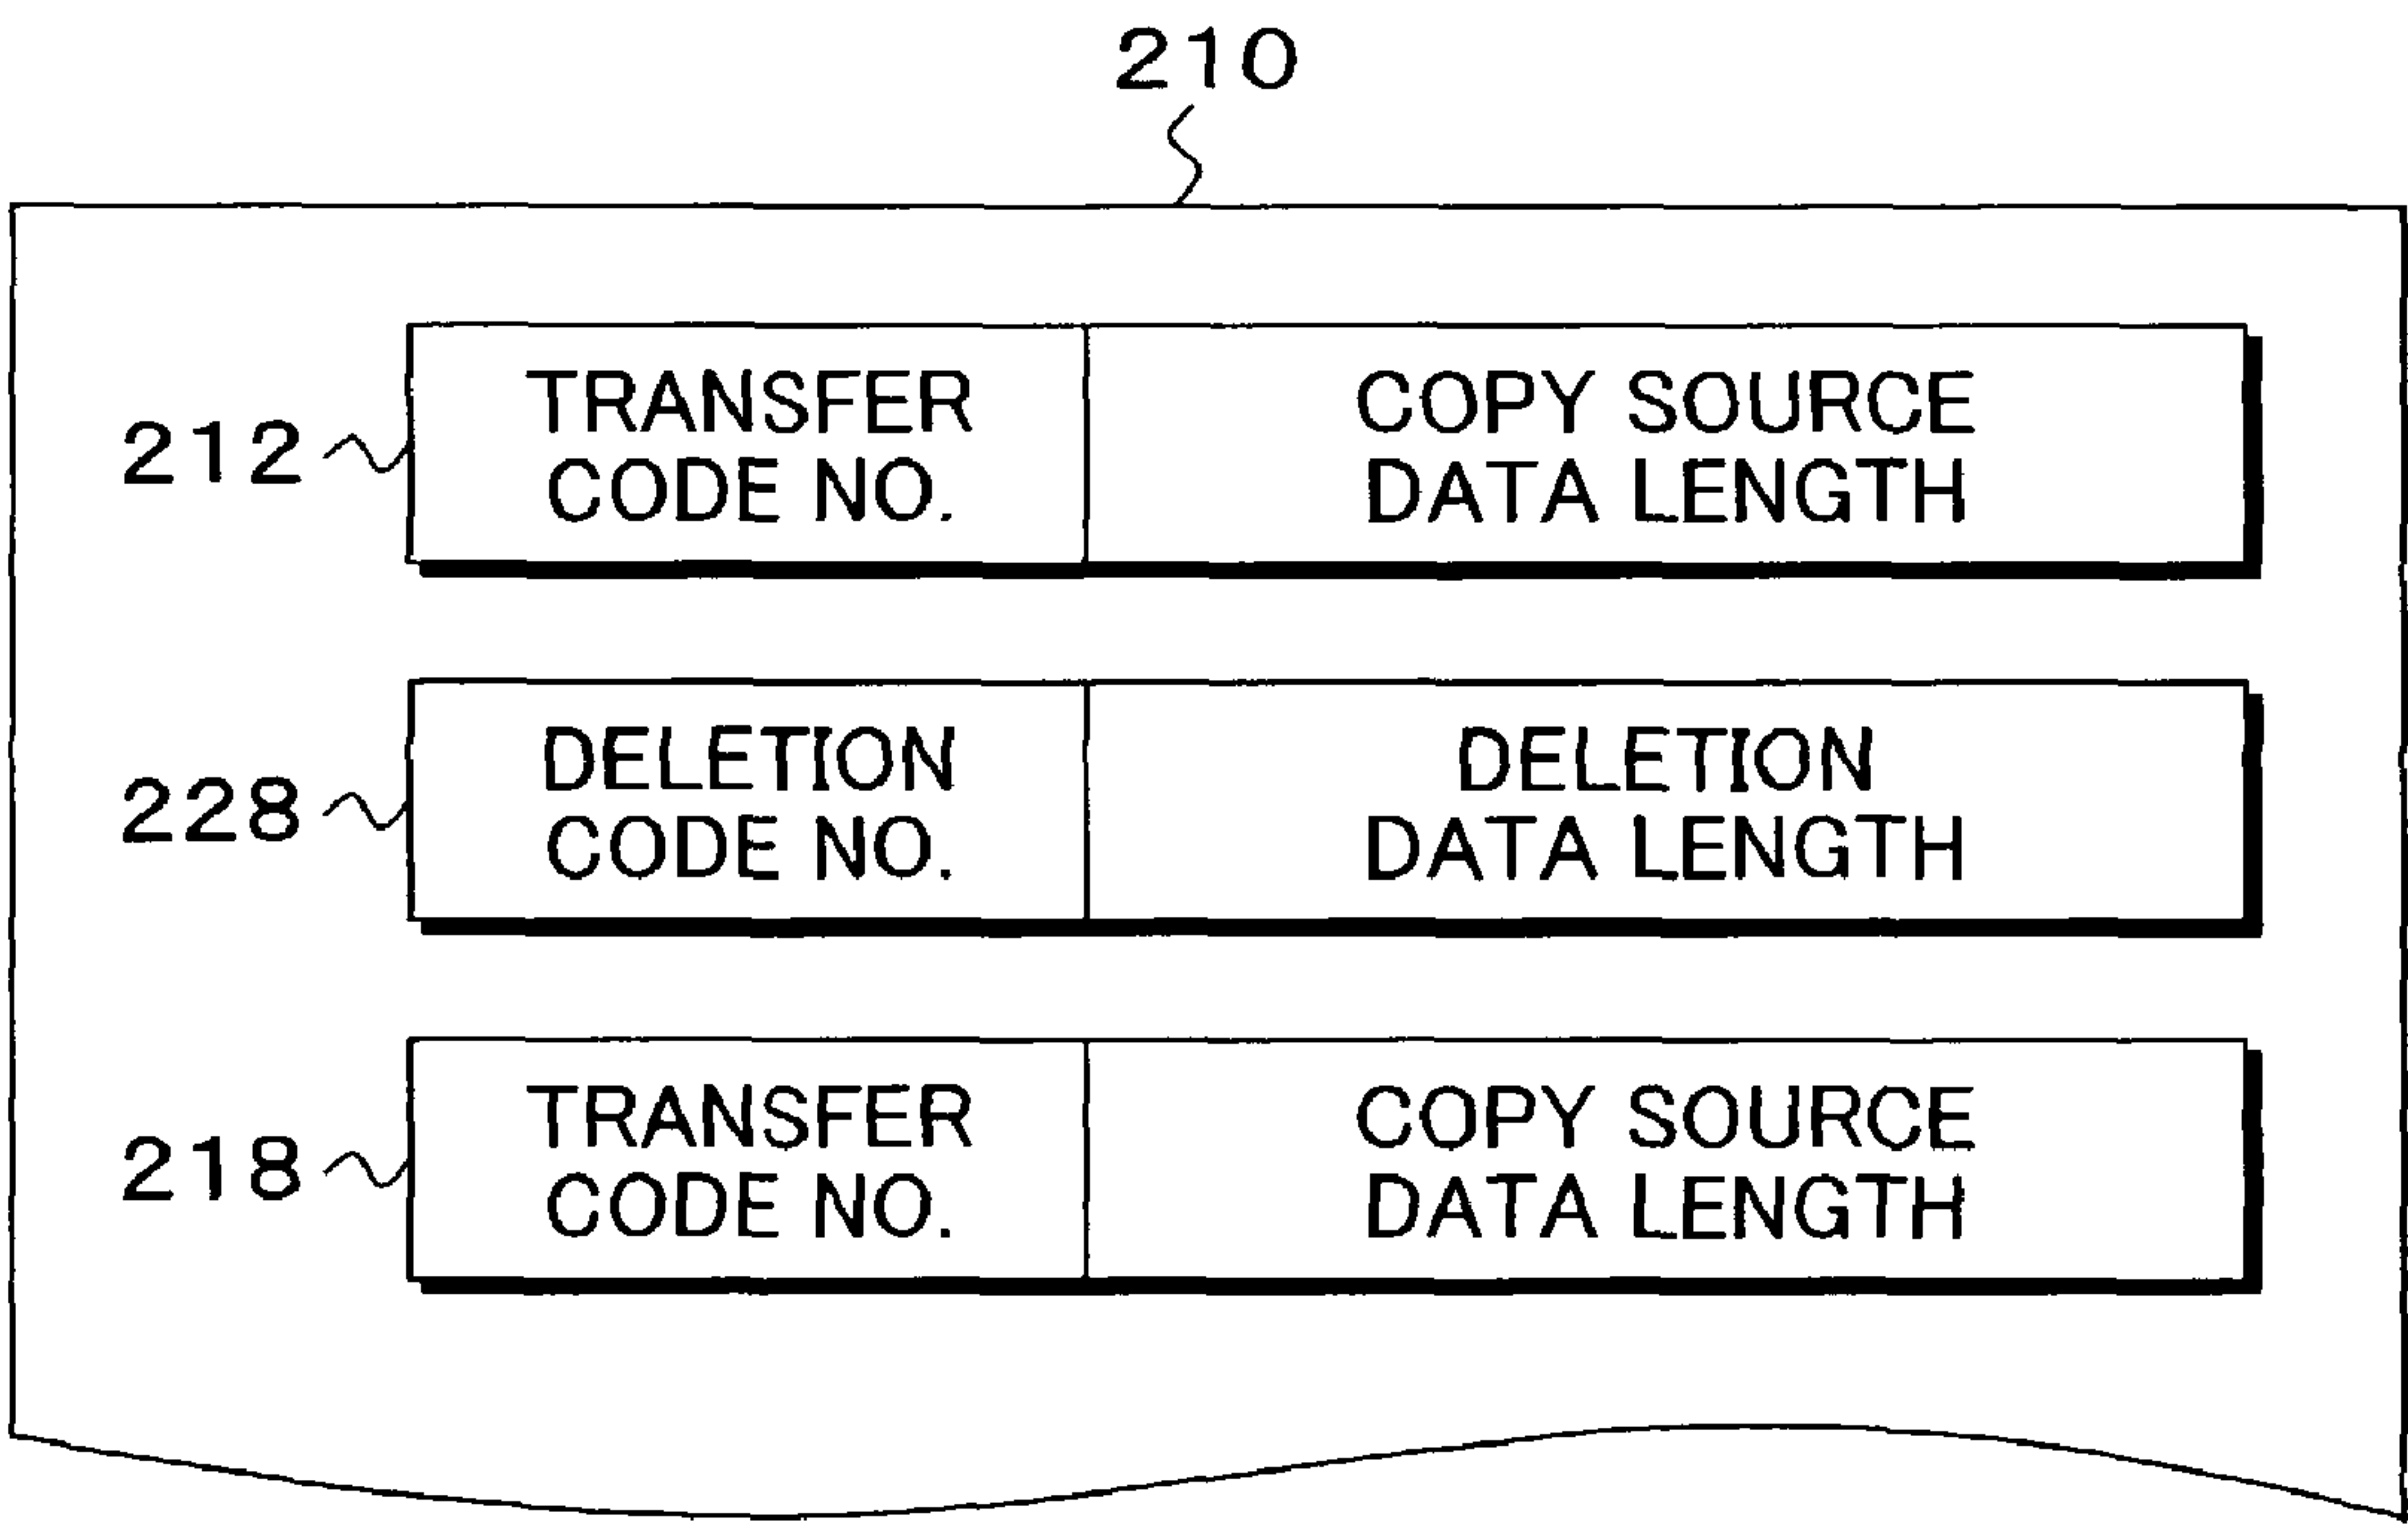 210
TRANSFER
CODE NO.
COPY SOURCE
DATA LENGTH
212
DELETION
CODE NO.
DELETION
DATA LENGTH
228
TRANSFER
CODE NO.
COPY SOURCE
DATA LENGTH
218